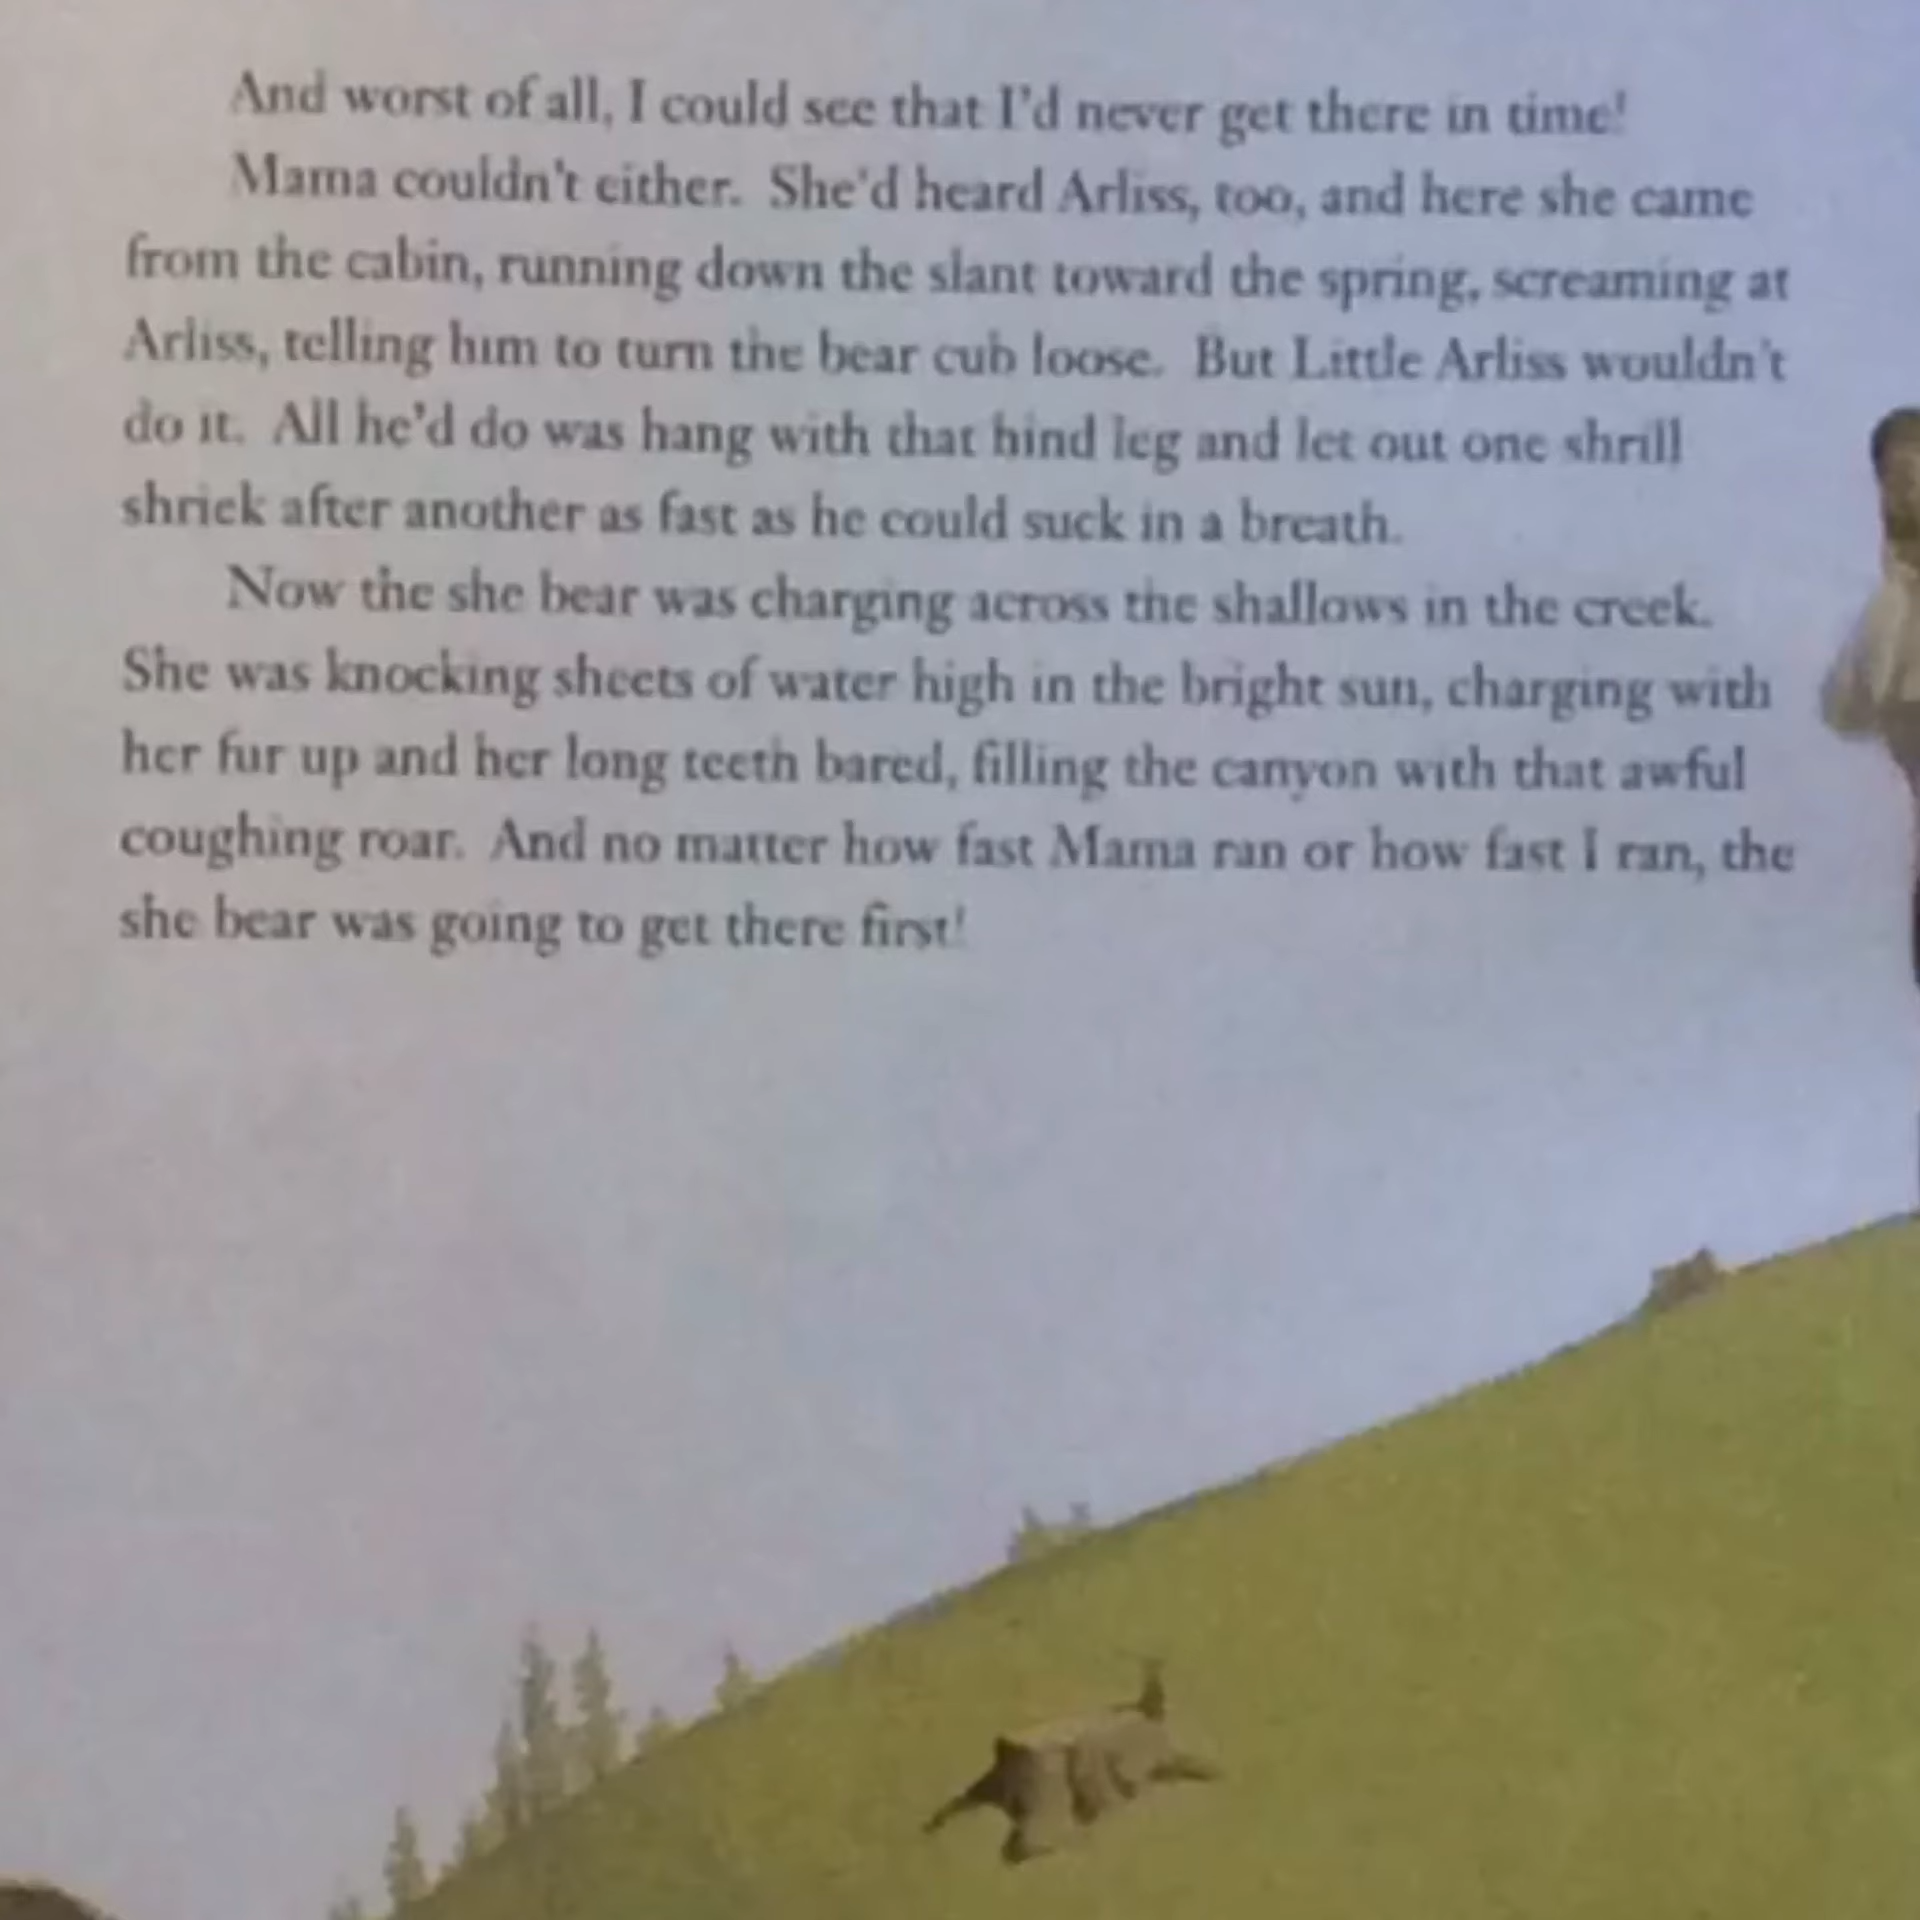 And worst of all, I could see that I'd never get there in time!
Mama couldn't either. She'd heard Arliss, too, and here she came
from the cabin, running down the slant toward the spring, screaming at
Arliss, telling him to turn the bear cub loose. But Little Arliss wouldn't
do it. All he'd do was hang with that hind leg and let out one shrill
shriek after another as fast as he could suck in a breath.
Now the she bear was charging across the shallows in the creek.
She was knocking sheets of water high in the bright sun, charging with
her fur up and her long teeth bared, filling the canyon with that awful
coughing roar. And no matter how fast Mama ran or how fast I ran, the
she bear was going to get there first!